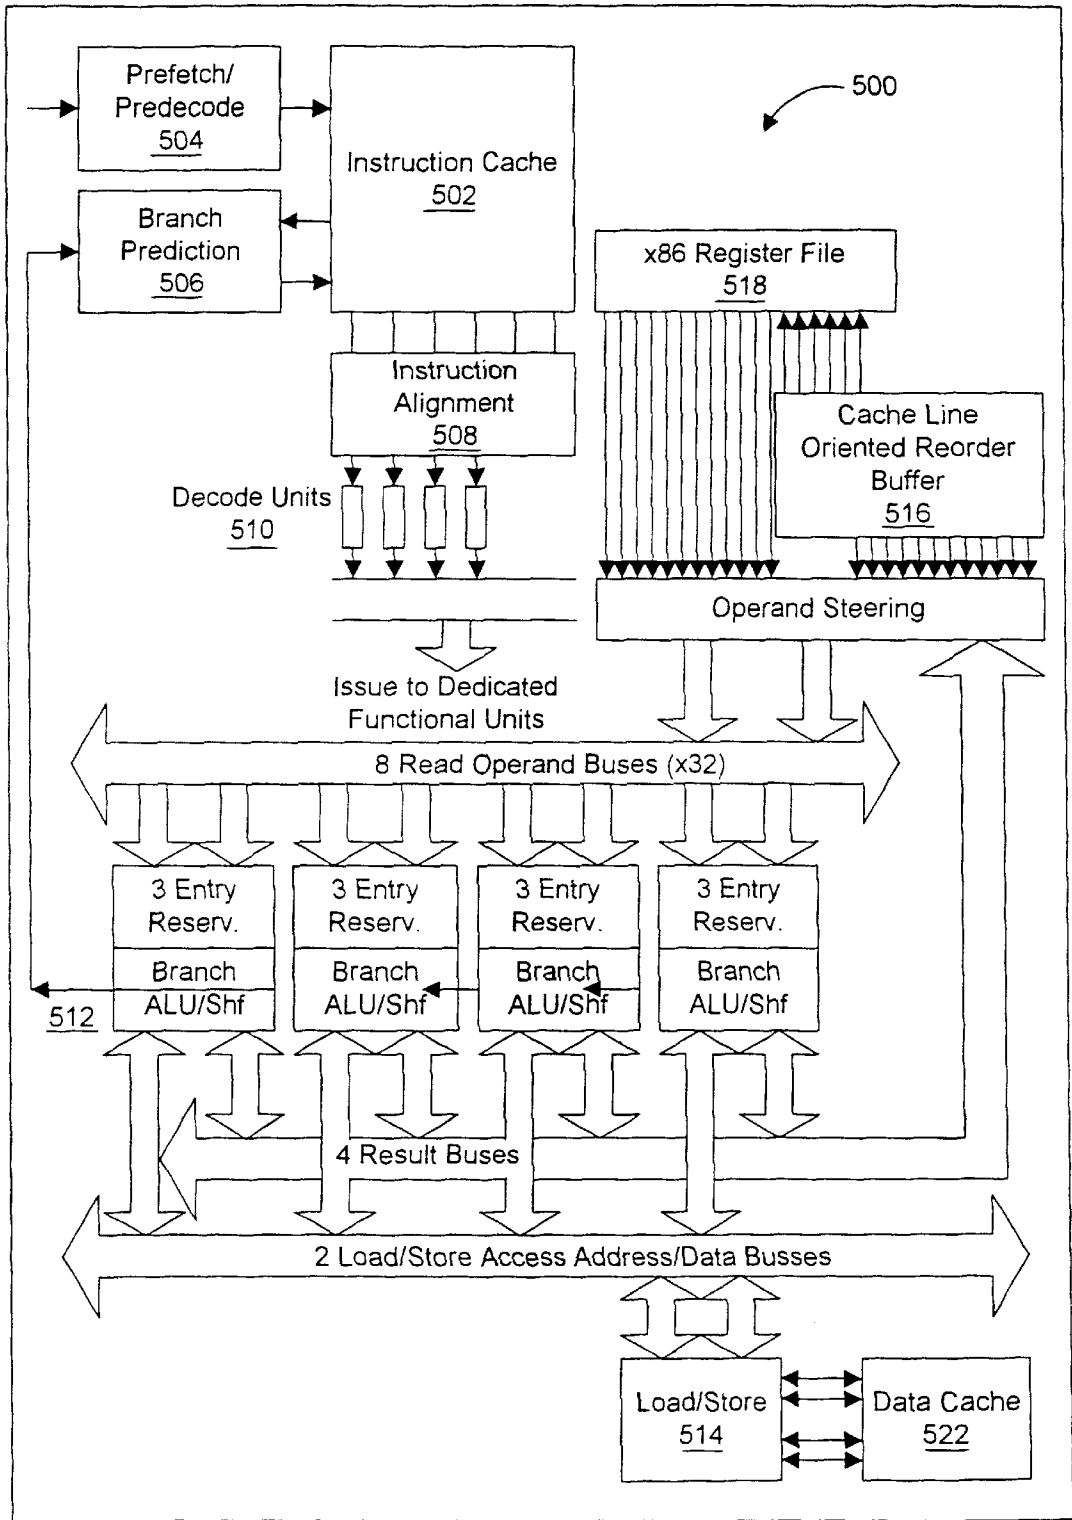 Prefetch/
Predecode
504
500
Instruction Cache
502
Branch
Prediction
506
x86 Register File
518
Instruction
Alignment
508
Cache Line
Oriented Reorder
Buffer
516
Decode Units
510
Operand Steering
Issue to Dedicated
Functional Units
8 Read Operand Buses (x32)
3 Entry
Reserv.
3 Entry
Reserv.
3 Entry
Reserv.
3 Entry
Reserv.
Branch
ALU/Shf
Branch
ALU/Shf
Branch
ALU/Shf
Branch
ALU/Shf
512
4 Result Buses
2 Load/Store Access Address/Data Busses
Load/Store
514
Data Cache
522